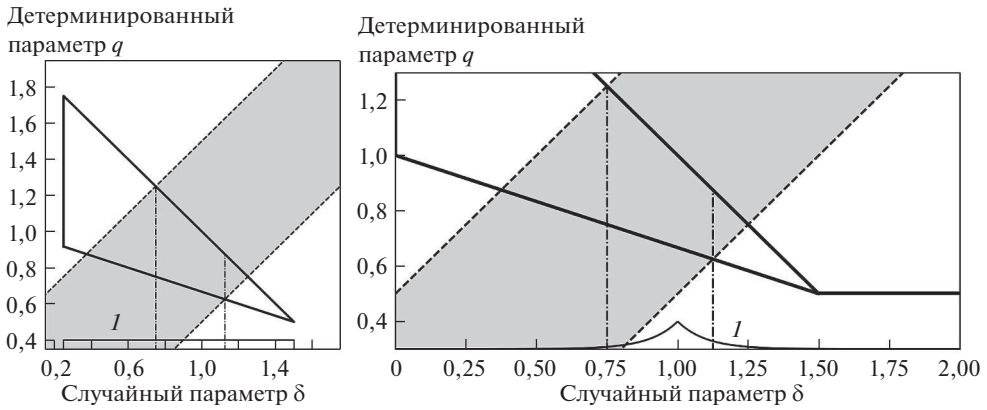 Детерминированный
параметр q
1,8
1,6
1,4
1,2
1,0
0,8
0,6
0,4
1
0,2 0,6 1,0 1,4
Случайный параметр δ
Детерминированный
параметр q
1,2
1,0
0,8
0,6
0,4
1
0 0,25 0,50 0,75 1,00 1,25 1,50 1,75 2,00
Случайный параметр δ